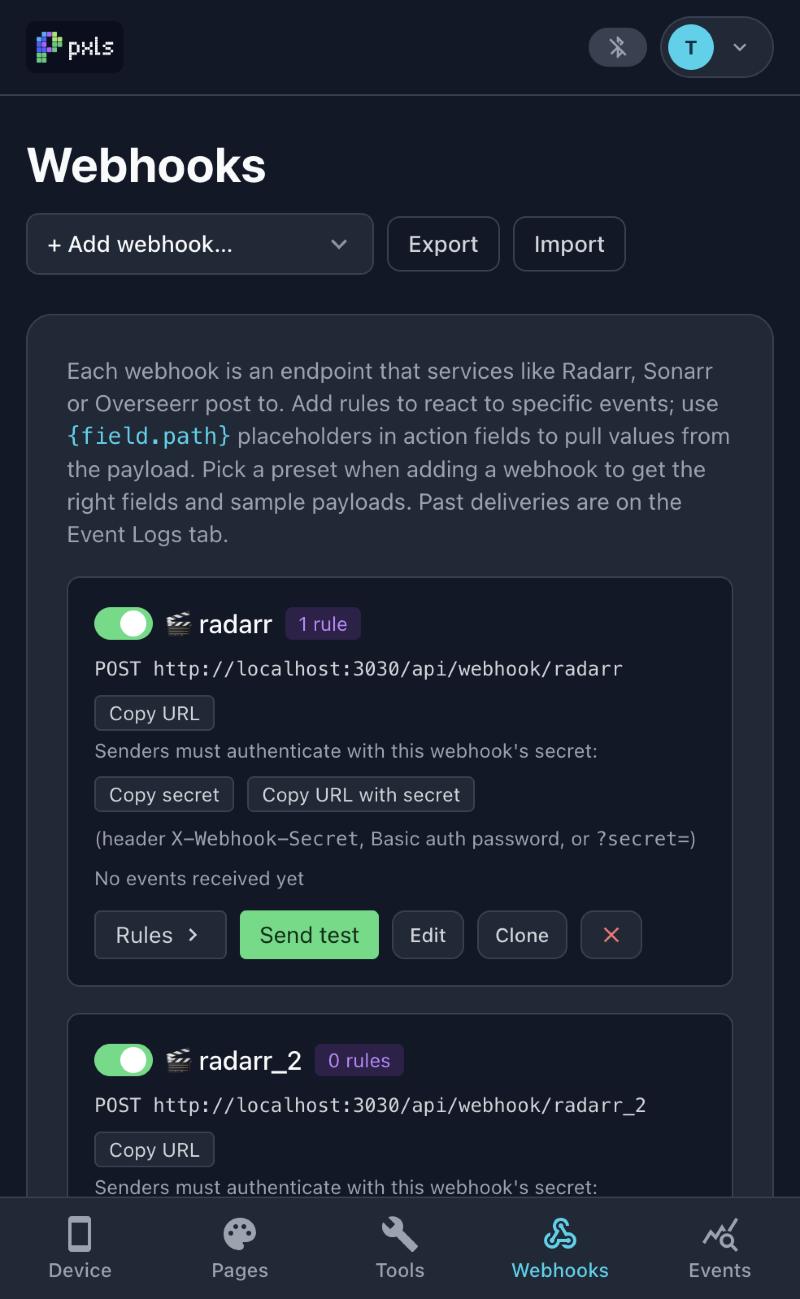 pxls
T
Webhooks
+ Add webhook...
Export
Import
Each webhook is an endpoint that services like Radarr, Sonarr
or Overseerr post to. Add rules to react to specific events; use
{field.path} placeholders in action fields to pull values from
the payload. Pick a preset when adding a webhook to get the
right fields and sample payloads. Past deliveries are on the
Event Logs tab.
radarr 1 rule
POST http://localhost:3030/api/webhook/radarr
Copy URL
Senders must authenticate with this webhook's secret:
Copy secret Copy URL with secret
(header X-Webhook-Secret, Basic auth password, or ?secret=)
No events received yet
Rules > Send test Edit Clone ×
radarr_2 0 rules
POST http://localhost:3030/api/webhook/radarr_2
Copy URL
Senders must authenticate with this webhook's secret:
Device Pages Tools Webhooks Events